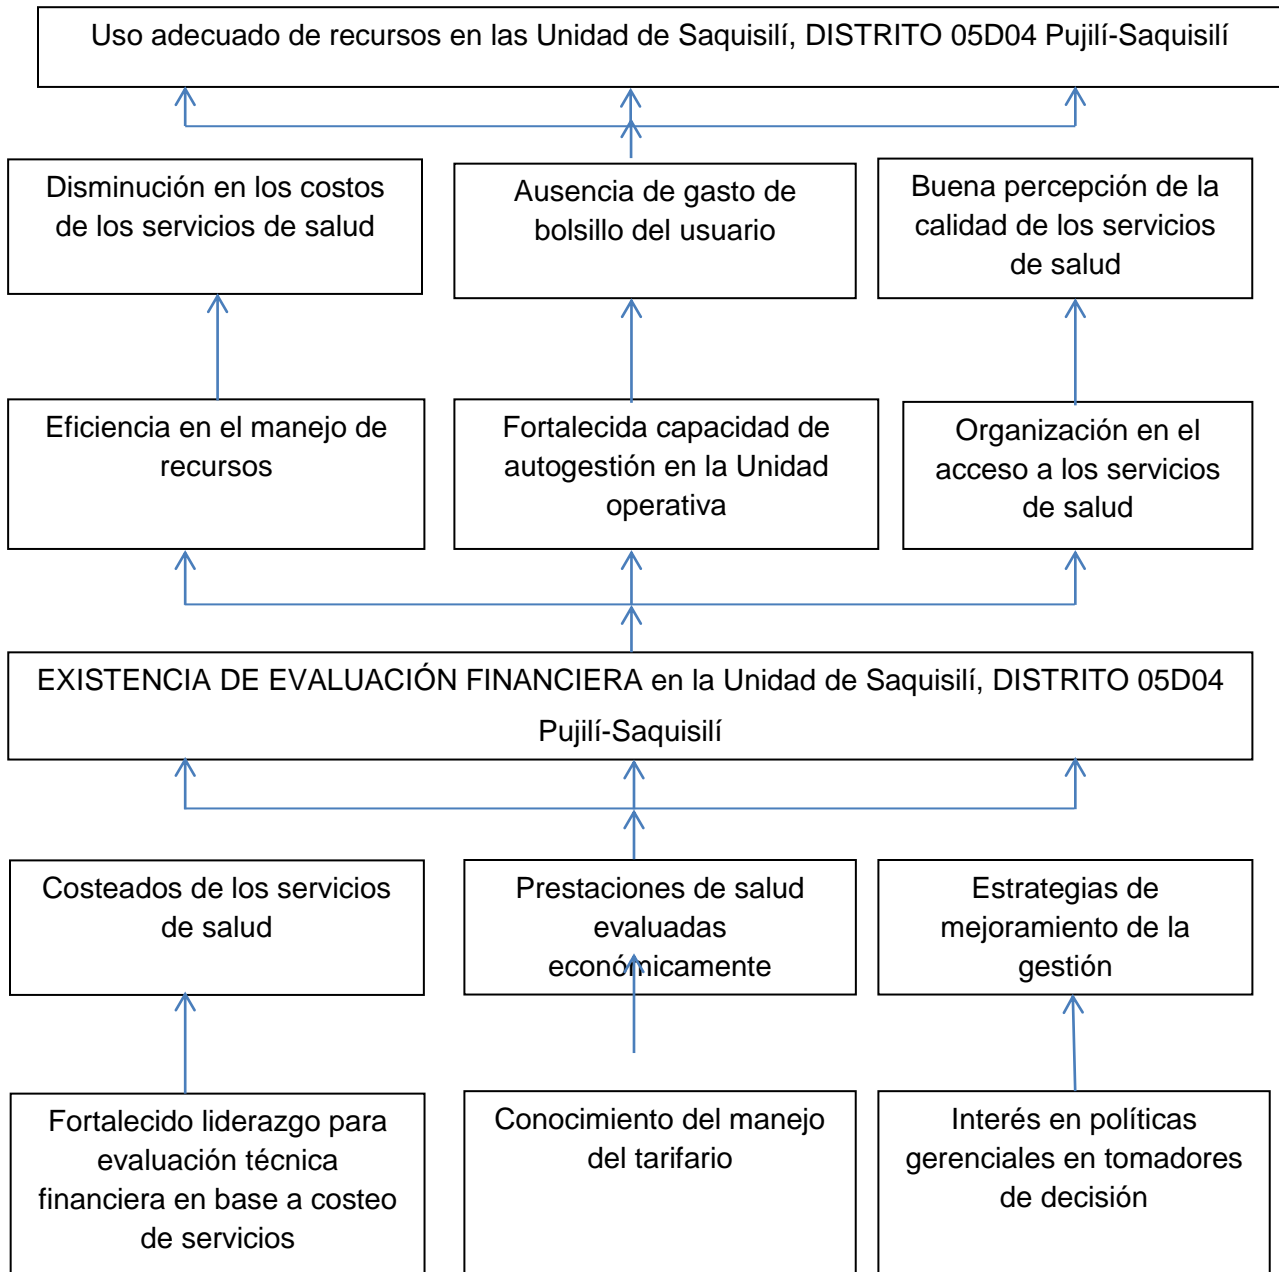 Uso adecuado de recursos en las Unidad de Saquisilí, DISTRITO 05D04 Pujilí-Saquisilí
Disminución en los costos
de los servicios de salud
Ausencia de gasto de
bolsillo del usuario
Buena percepción de la
calidad de los servicios
de salud
Eficiencia en el manejo de
recursos
Fortalecida capacidad de
autogestión en la Unidad
operativa
Organización en el
acceso a los servicios
de salud
EXISTENCIA DE EVALUACIÓN FINANCIERA en la Unidad de Saquisilí, DISTRITO 05D04
Pujilí-Saquisilí
Costeados de los servicios
de salud
Prestaciones de salud
evaluadas
económicamente
Estrategias de
mejoramiento de la
gestión
Fortalecido liderazgo para
evaluación técnica
financiera en base a costeo
de servicios
Conocimiento del manejo
del tarifario
Interés en políticas
gerenciales en tomadores
de decisión